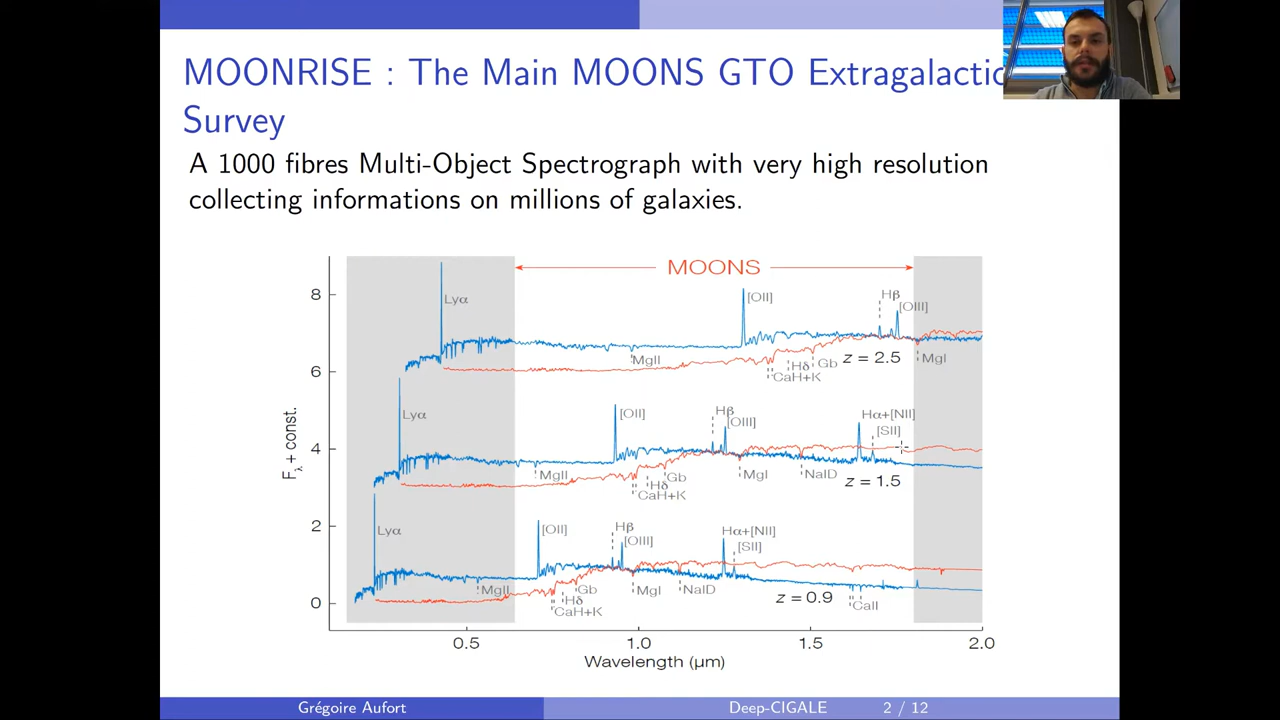 MOONRISE : The Main MOONS GTO Extragalactic
Survey
A 1000 fibres Multi-Object Spectrograph with very high resolution
collecting informations on millions of galaxies.
MOONS
8
6
4
2
0
Fλ + const.
Lyα
[OII]
Hβ
[OIII]
MgII
CaH+K
Hδ
Gb
z = 2.5
MgI
Lyα
[OII]
Hβ
[OIII]
Hα+[NII]
[SII]
MgII
CaH+K
Hδ
Gb
MgI
NaID
z = 1.5
Lyα
[OII]
Hβ
[OIII]
Hα+[NII]
[SII]
MgII
CaH+K
Hδ
Gb
MgI
NaID
z = 0.9
CaII
0.5 1.0 1.5 2.0
Wavelength (μm)
Grégoire Aufort Deep-CIGALE 2 / 12